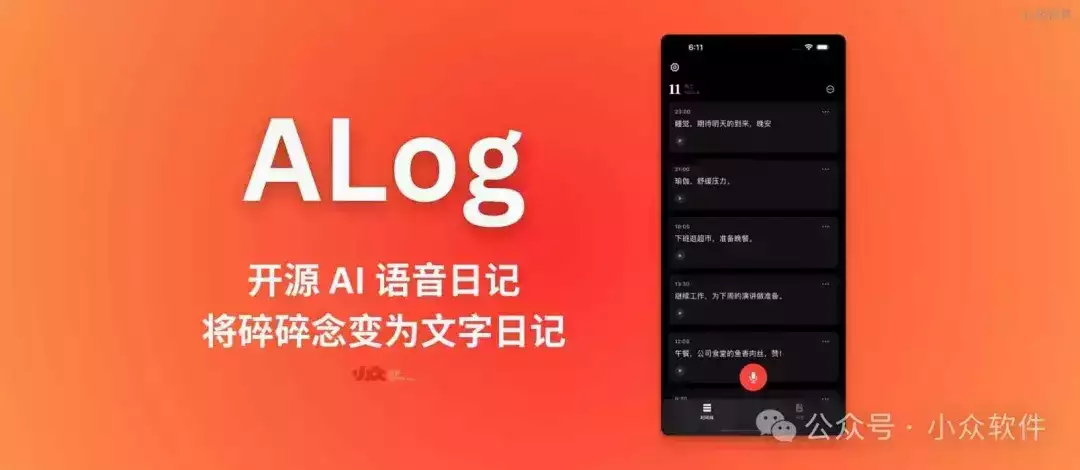 ALog
开源 AI 语音日记
将碎碎念变为文字日记
6:11
11
23:00
睡觉，期待明天的到来，晚安
21:00
瑜伽，舒缓压力。
下班逛超市，准备晚餐。
继续工作，为下周的演讲做准备。
12:00
午餐，公司食堂的鱼香肉丝，赞！
公众号 · 小众软件